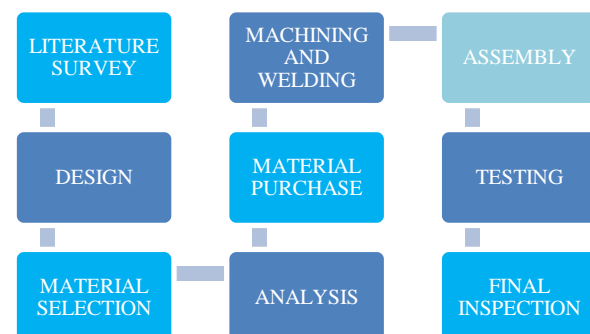 LITERATURE
SURVEY
DESIGN
MATERIAL
SELECTION
ANALYSIS
MATERIAL
PURCHASE
MACHINING
AND
WELDING
ASSEMBLY
TESTING
FINAL
INSPECTION